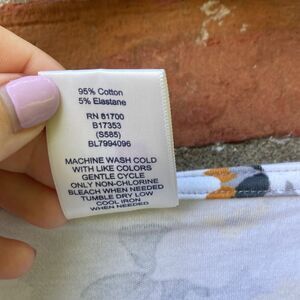 95% Cotton
5% Elastane
RN 81700
B17353
(S585)
BL7994096
MACHINE WASH COLD
WITH LIKE COLORS
GENTLE CYCLE
ONLY NON-CHLORINE
BLEACH WHEN NEEDED
TUMBLE DRY LOW
COOL IRON
WHEN NEEDED